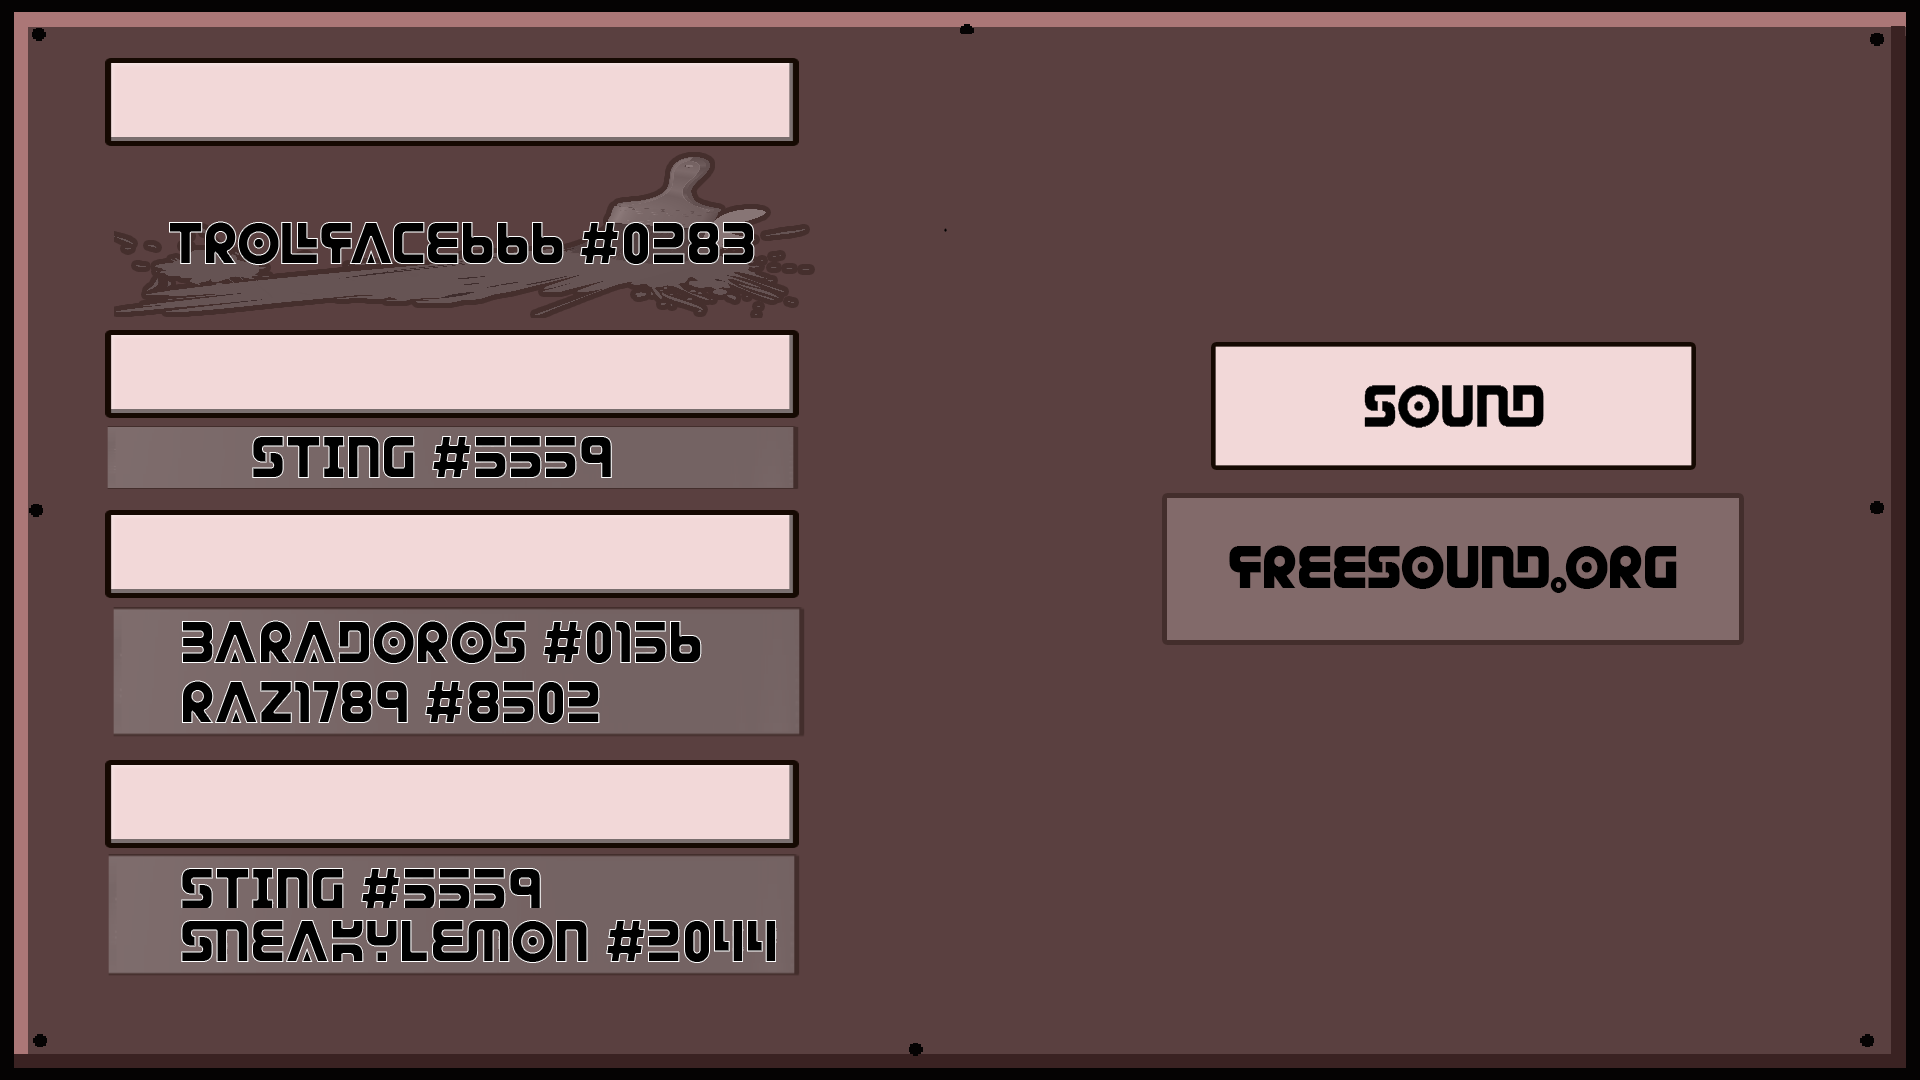 TROLLFACE666 #0283
STING #5559
BARADOROS #0156
RAZ1789 #8502
STING #5559
SNEAKYLEMON #2044
SOUND
FREESOUND.ORG